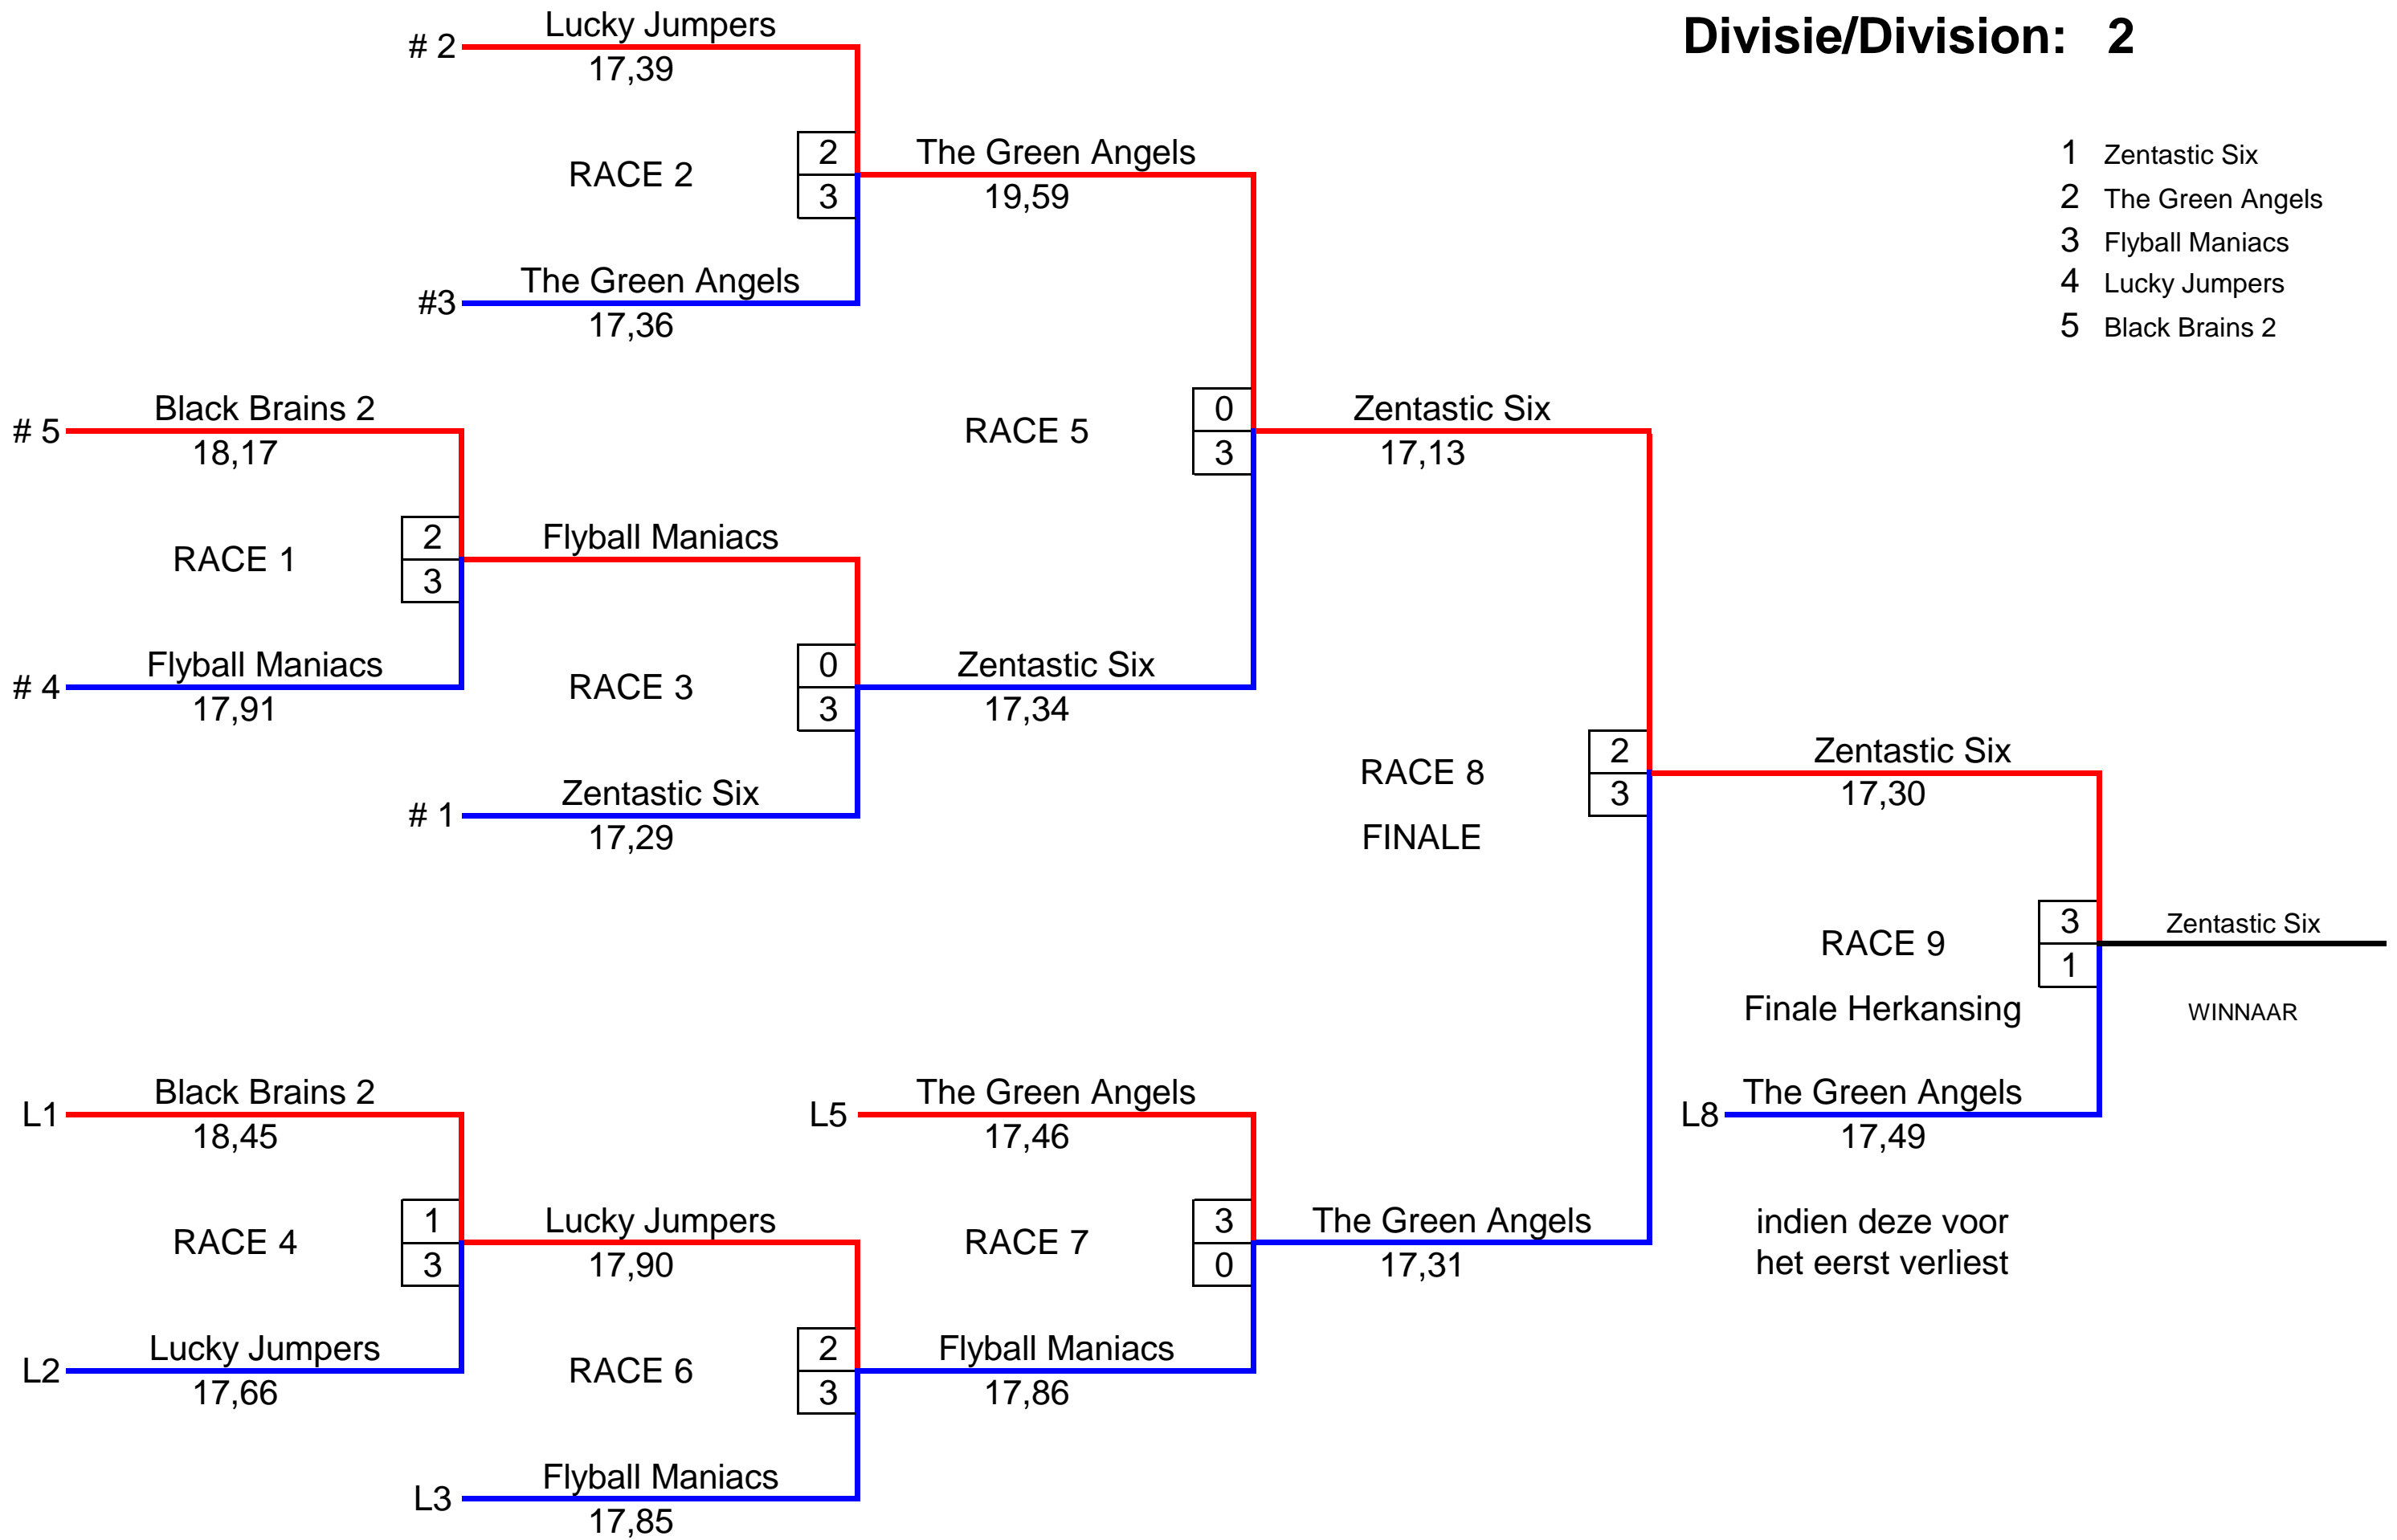 Divisie/Division: 2
1 Zentastic Six
2 The Green Angels
3 Flyball Maniacs
4 Lucky Jumpers
5 Black Brains 2
Lucky Jumpers
# 2
17,39
RACE 2
2
3
The Green Angels
19,59
The Green Angels
#3
17,36
Black Brains 2
# 5
18,17
RACE 1
2
3
Flyball Maniacs
Flyball Maniacs
# 4
17,91
RACE 3
0
3
Zentastic Six
17,34
Zentastic Six
# 1
17,29
RACE 5
0
3
Zentastic Six
17,13
RACE 8
FINALE
2
3
Zentastic Six
17,30
RACE 9
Finale Herkansing
3
1
Zentastic Six
WINNAAR
The Green Angels
L8
17,49
indien deze voor
het eerst verliest
Black Brains 2
L1
18,45
RACE 4
1
3
Lucky Jumpers
17,90
Lucky Jumpers
L2
17,66
RACE 6
2
3
Flyball Maniacs
17,86
Flyball Maniacs
L3
17,85
The Green Angels
L5
17,46
RACE 7
3
0
The Green Angels
17,31